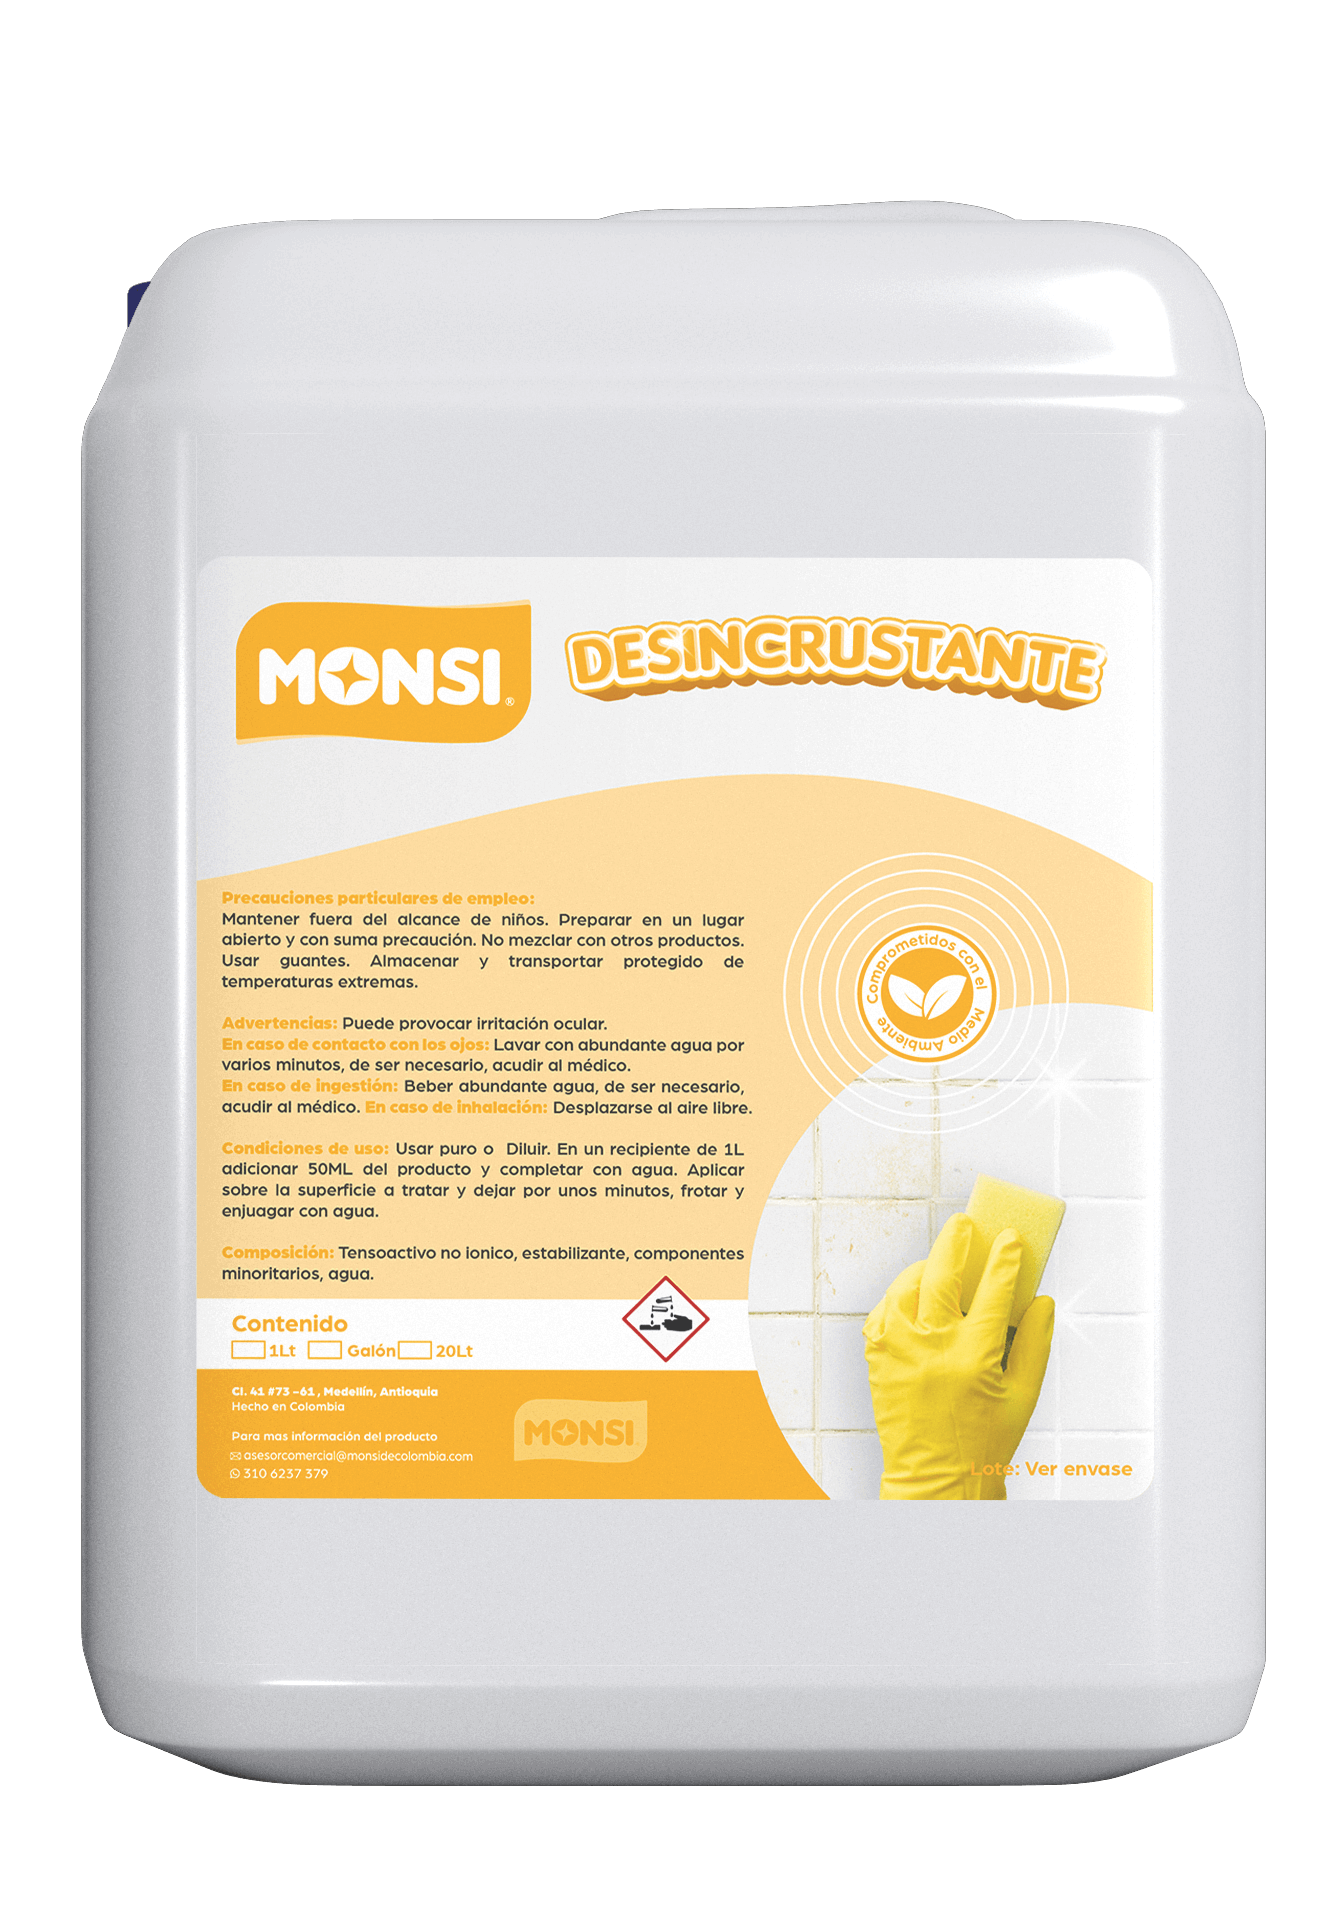 MONSI®
DESINCRUSTANTE
Precauciones particulares de empleo:
Mantener fuera del alcance de niños. Preparar en un lugar
abierto y con suma precaución. No mezclar con otros productos.
Usar guantes. Almacenar y transportar protegido de
temperaturas extremas.
Advertencias: Puede provocar irritación ocular.
En caso de contacto con los ojos: Lavar con abundante agua por
varios minutos, de ser necesario, acudir al médico.
En caso de ingestión: Beber abundante agua, de ser necesario,
acudir al médico. En caso de inhalación: Desplazarse al aire libre.
Condiciones de uso: Usar puro o Diluir. En un recipiente de 1L
adicionar 50ML del producto y completar con agua. Aplicar
sobre la superficie a tratar y dejar por unos minutos, frotar y
enjuagar con agua.
Composición: Tensoactivo no ionico, estabilizante, componentes
minoritarios, agua.
Comprometidos con el Medio Ambiente
Contenido
1Lt Galón 20Lt
Cl. 41 #73 -61 , Medellín, Antioquia
Hecho en Colombia
Para mas información del producto
asesorcomercial@monsidecolombia.com
310 6237 379
MONSI
Lote: Ver envase